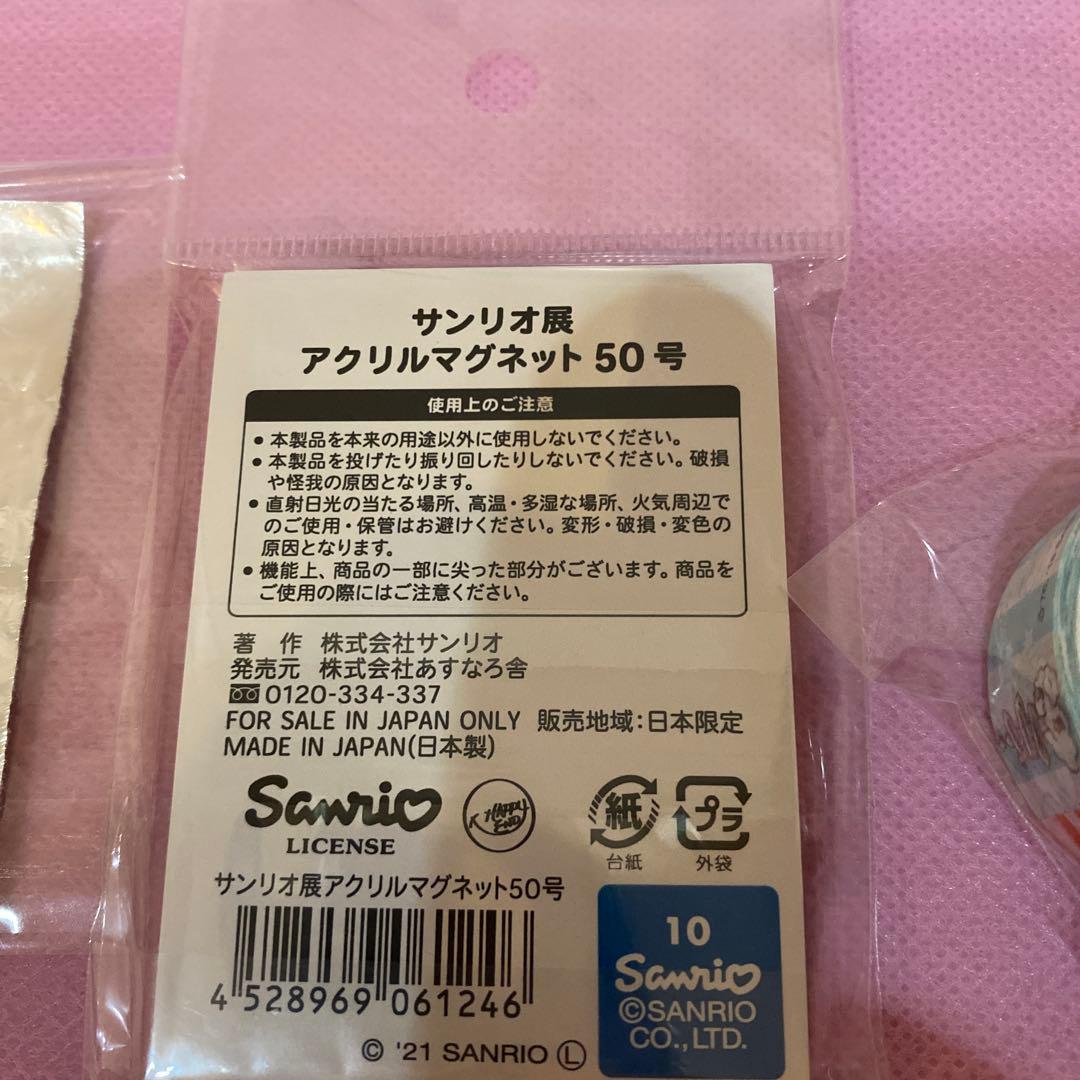 サンリオ展
アクリルマグネット 50 号
使用上のご注意
● 本製品を本来の用途以外に使用しないでください。
● 本製品を投げたり振り回したりしないでください。破損
や怪我の原因となります。
● 直射日光の当たる場所、高温・多湿な場所、火気周辺で
のご使用・保管はお避けください。変形・破損・変色の
原因となります。
● 機能上、商品の一部に尖った部分がございます。商品を
ご使用の際にはご注意ください。
著 作 株式会社サンリオ
発売元 株式会社あすなろ舎
0120-334-337
FOR SALE IN JAPAN ONLY 販売地域：日本限定
MADE IN JAPAN(日本製)
Sanrio
LICENSE
HAPPY
END
紙
台紙
プラ
外袋
サンリオ展アクリルマグネット50号
4 528969 061246
© '21 SANRIO Ⓛ
10
Sanrio
©SANRIO
CO.,LTD.